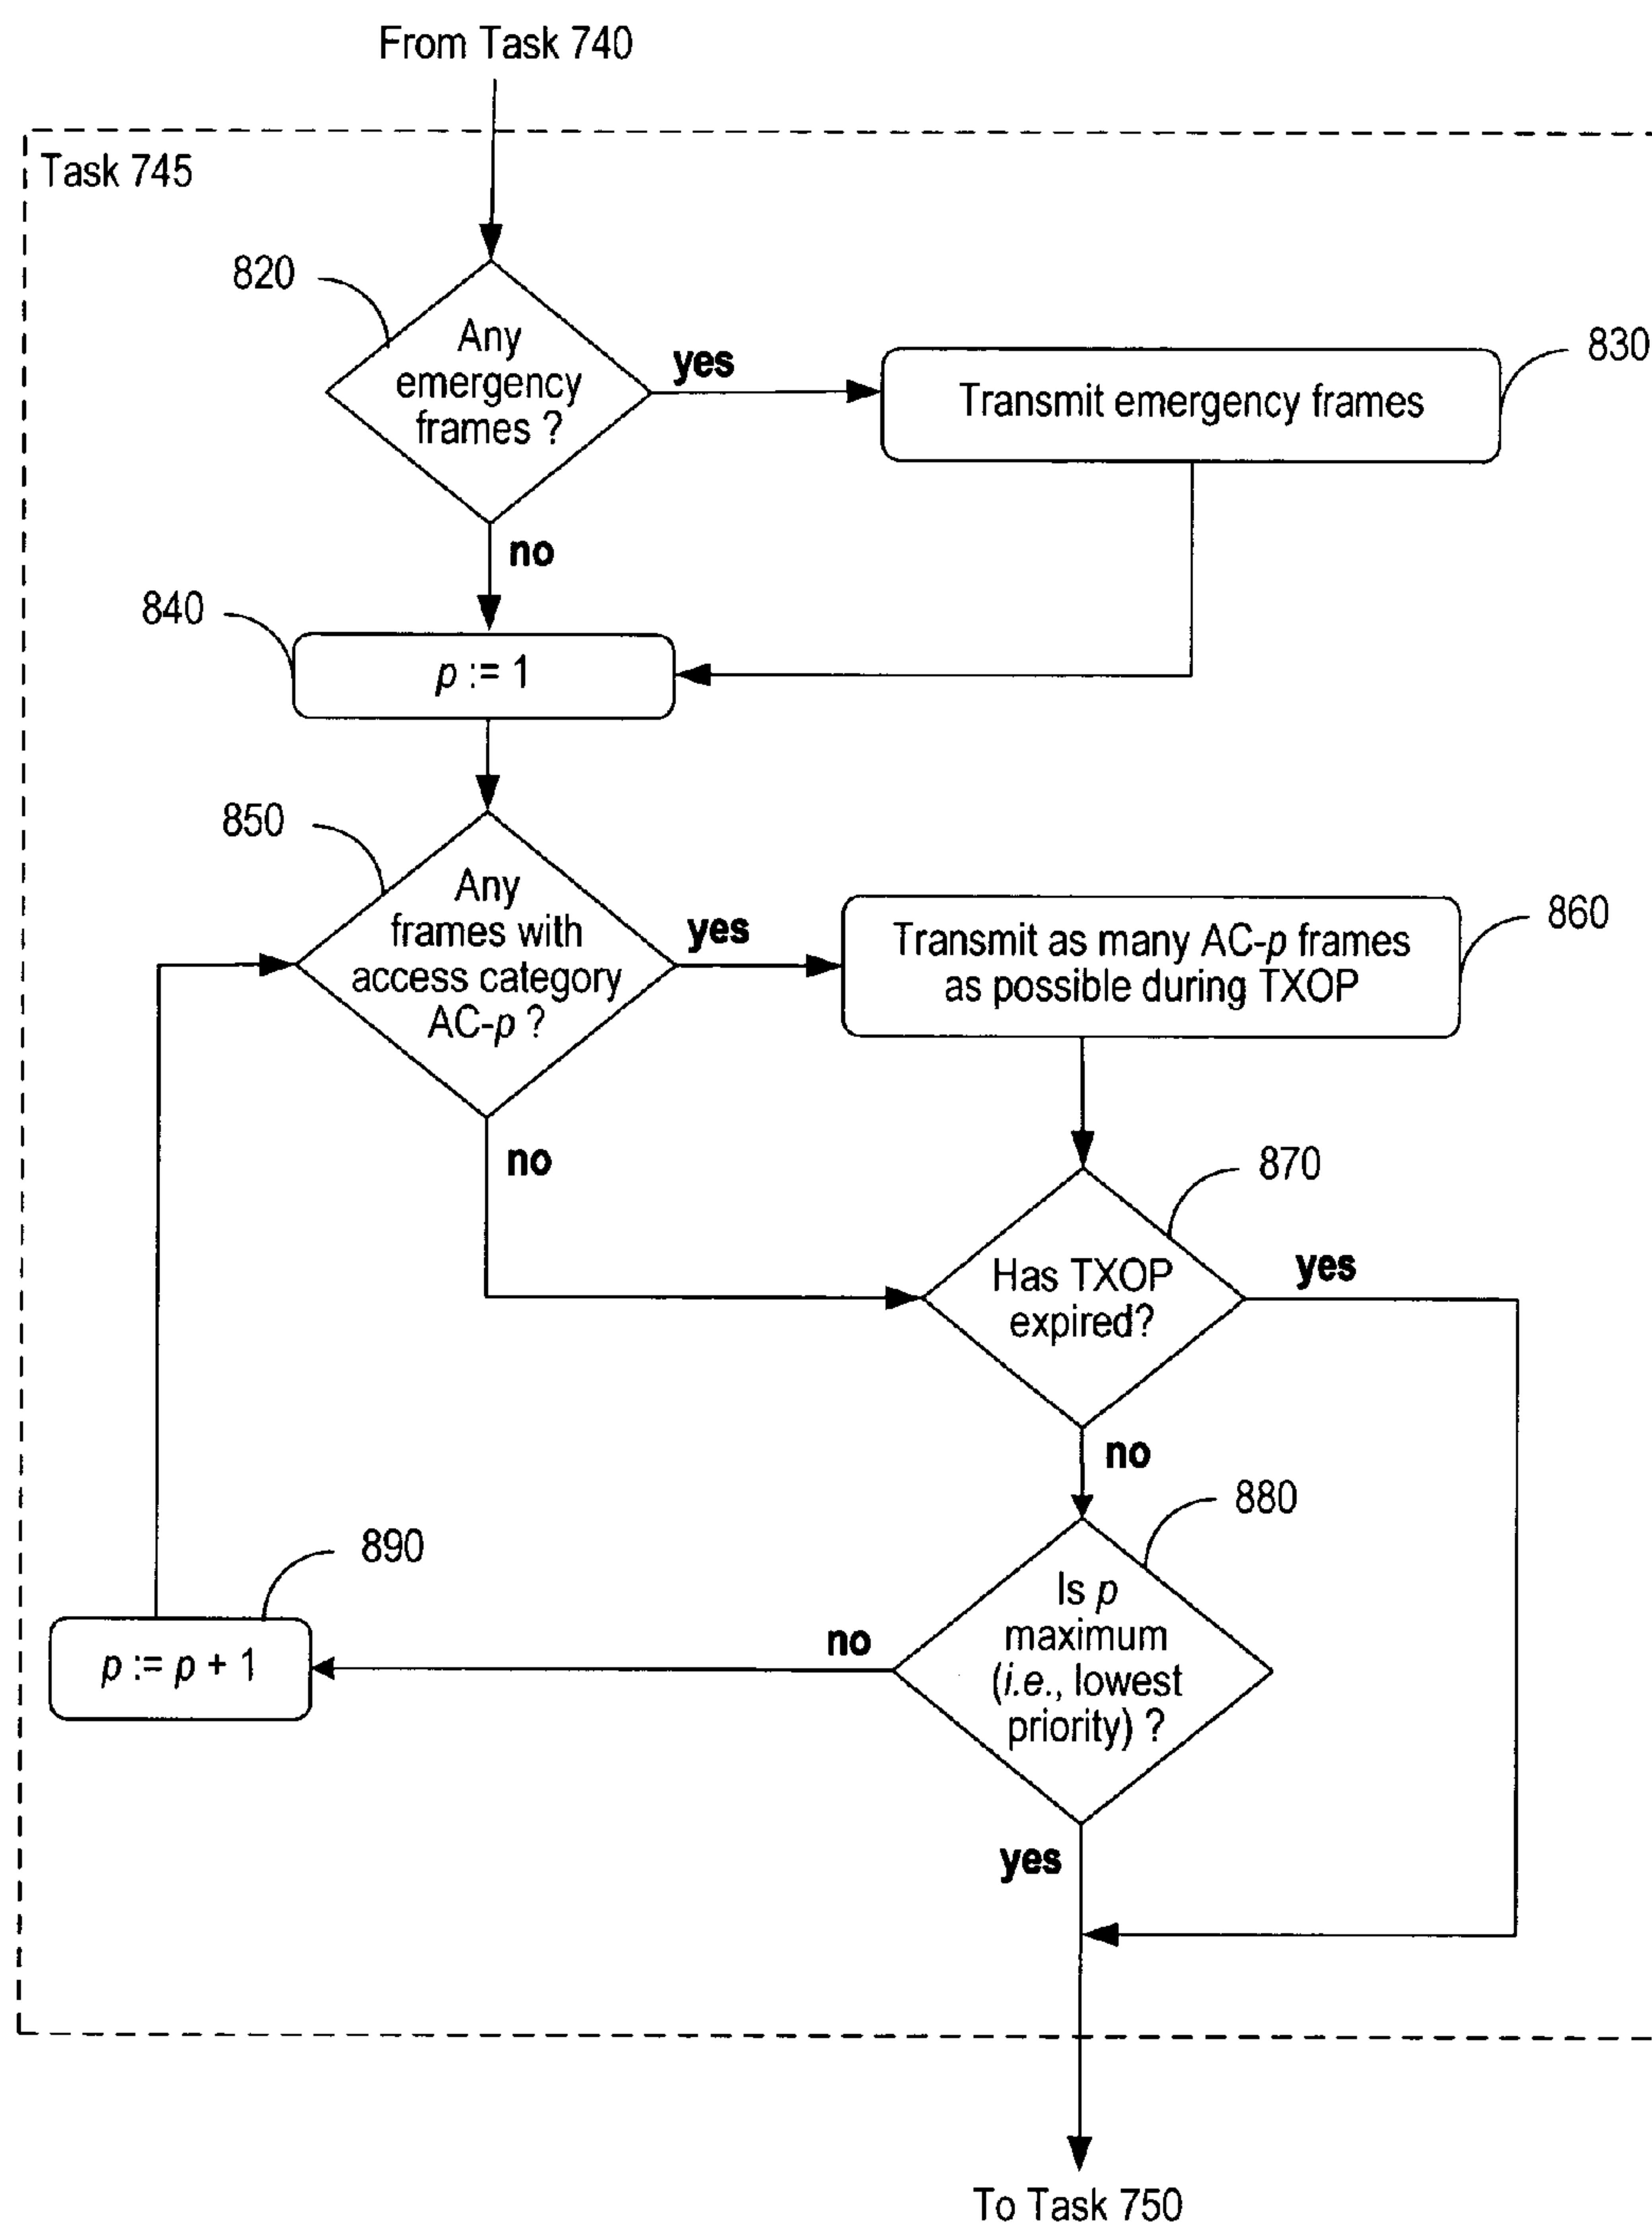 From Task 740
Task 745
820
Any
emergency
frames ?
yes
830
Transmit emergency frames
no
840
p := 1
850
Any
frames with
access category
AC-p ?
yes
860
Transmit as many AC-p frames
as possible during TXOP
no
870
Has TXOP
expired?
yes
no
880
Is p
maximum
(i.e., lowest
priority) ?
no
890
p := p + 1
yes
To Task 750